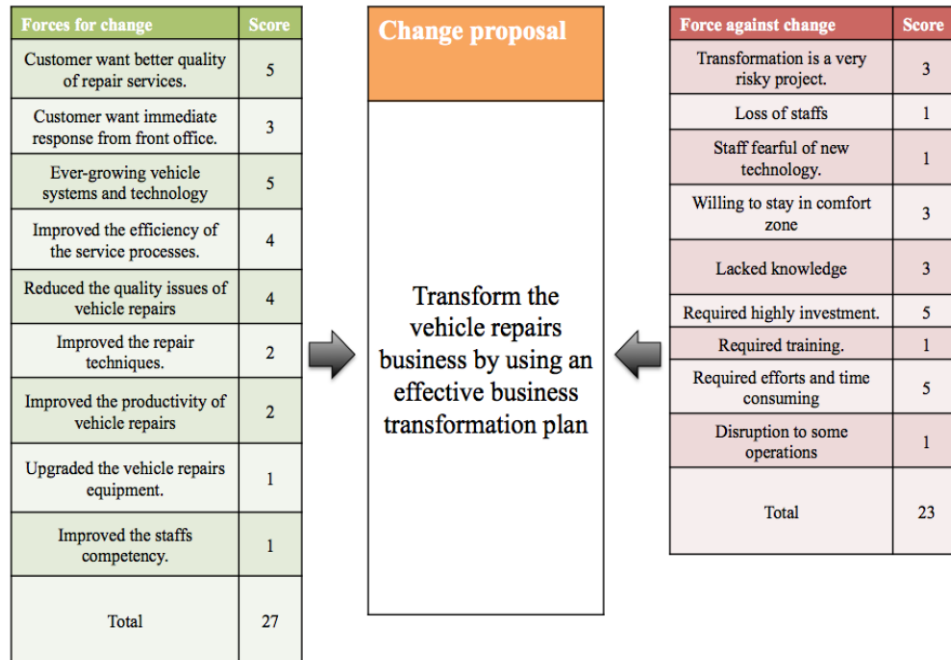 Forces for change Score
Customer want better quality
of repair services. 5
Customer want immediate
response from front office. 3
Ever-growing vehicle
systems and technology 5
Improved the efficiency of
the service processes. 4
Reduced the quality issues of
vehicle repairs 4
Improved the repair
techniques. 2
Improved the productivity of
vehicle repairs 2
Upgraded the vehicle repairs
equipment. 1
Improved the staffs
competency. 1
Total 27
Change proposal
Transform the
vehicle repairs
business by using an
effective business
transformation plan
Force against change Score
Transformation is a very
risky project. 3
Loss of staffs 1
Staff fearful of new
technology. 1
Willing to stay in comfort
zone 3
Lacked knowledge 3
Required highly investment. 5
Required training. 1
Required efforts and time
consuming 5
Disruption to some
operations 1
Total 23